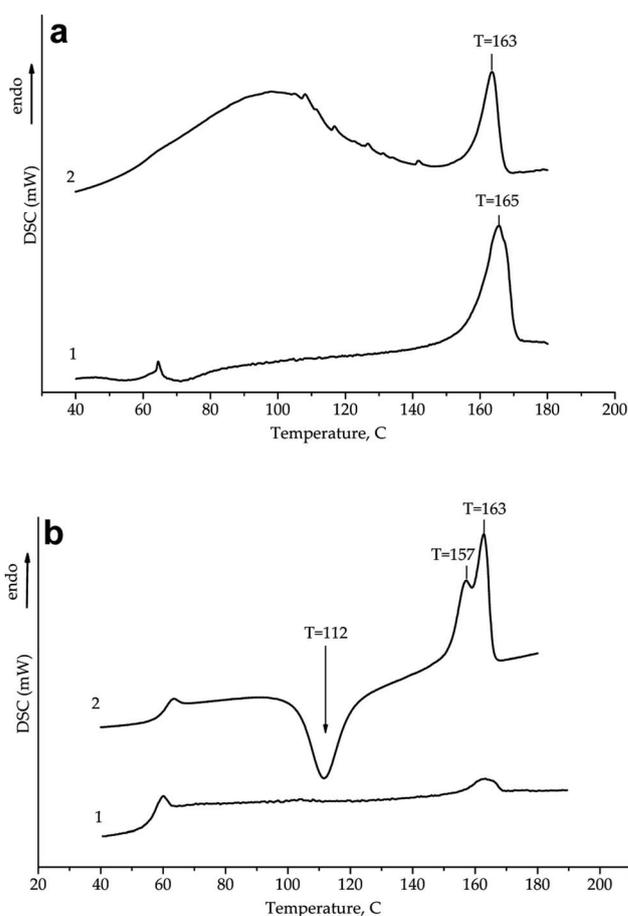 a
T=163
endo
2
DSC (mW)
T=165
1
40 60 80 100 120 140 160 180 200
Temperature, C
b
T=163
T=157
endo
T=112
DSC (mW)
2
1
20 40 60 80 100 120 140 160 180 200
Temperature, C